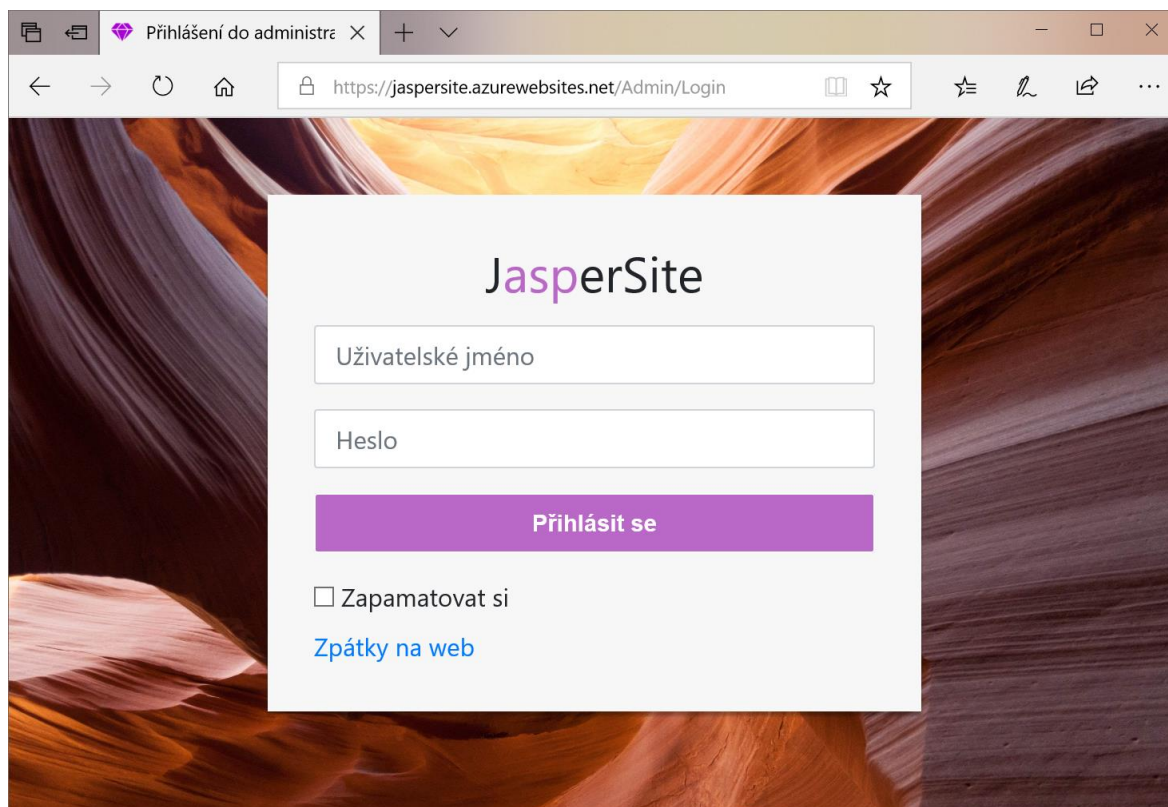 Přihlášení do administra
https://jaspersite.azurewebsites.net/Admin/Login
JasperSite
Uživatelské jméno
Heslo
Přihlásit se
Zapamatovat si
Zpátky na web